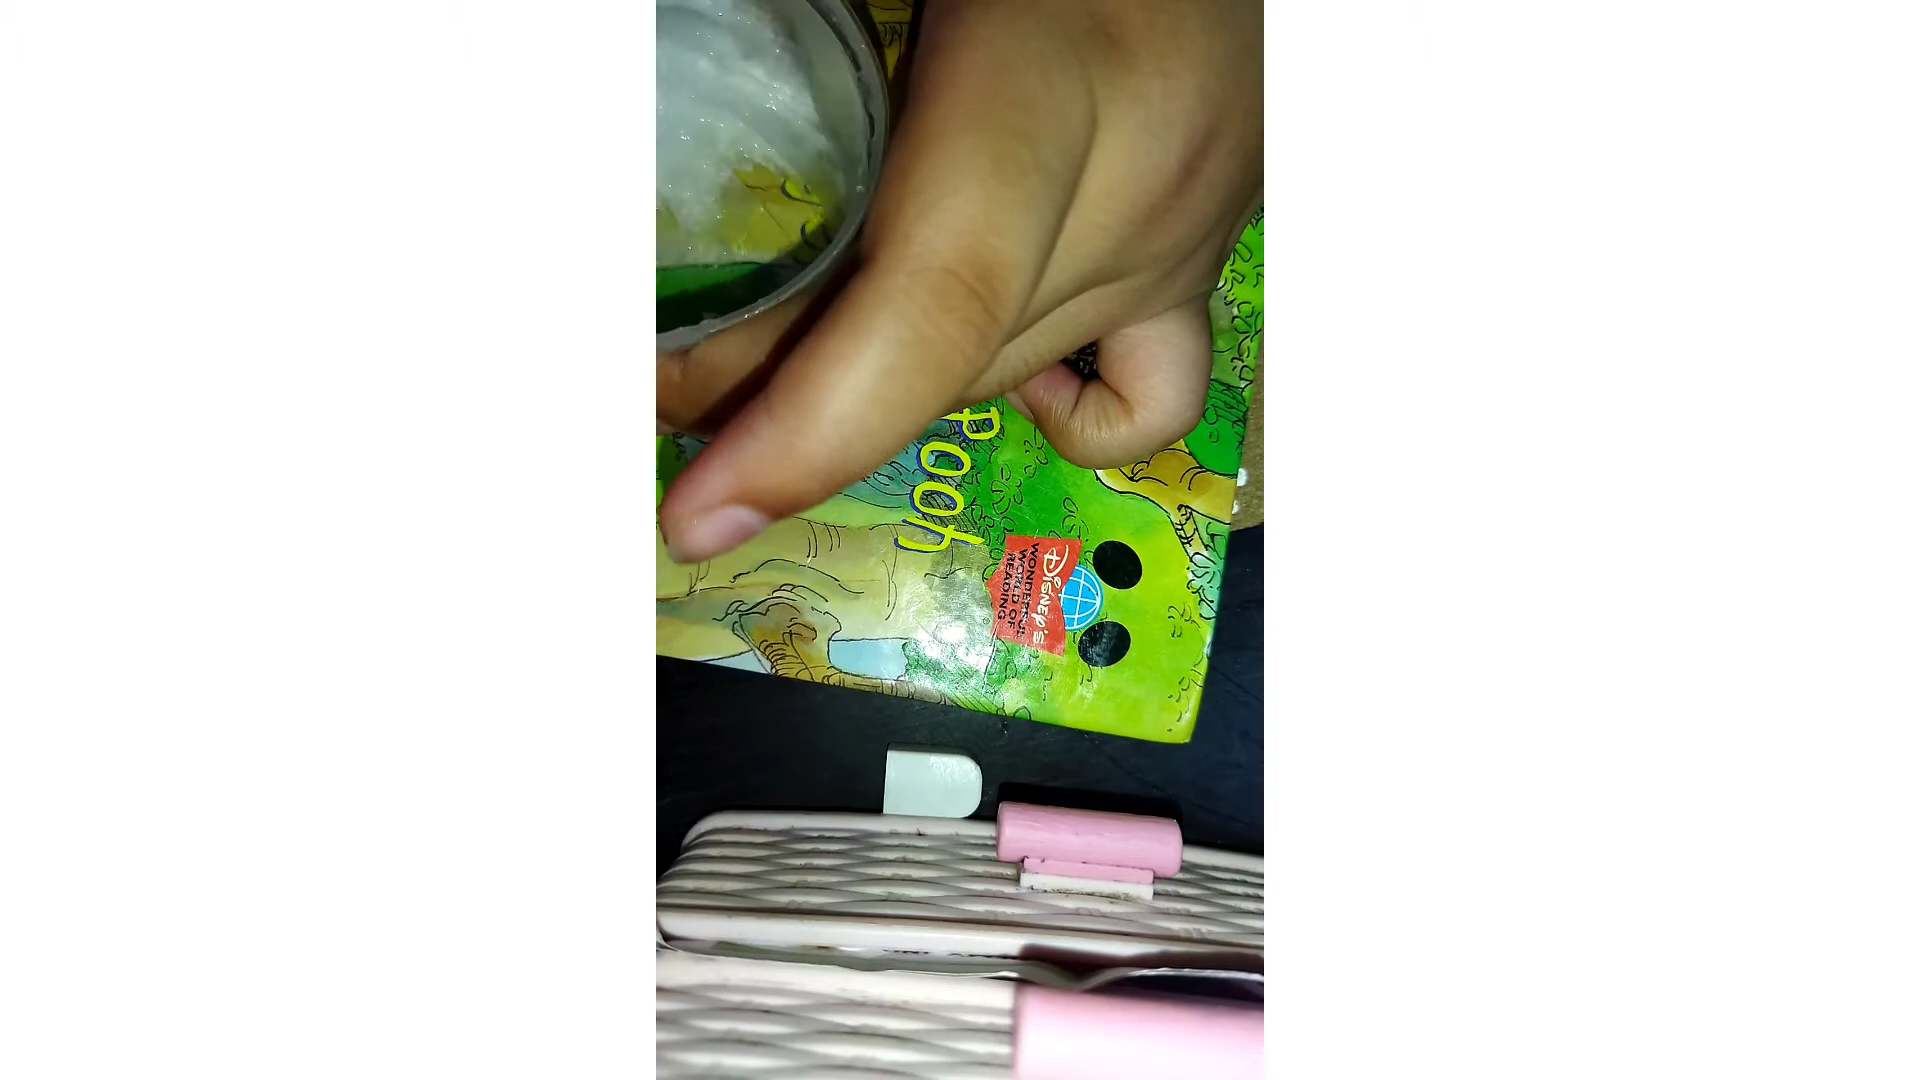 Pooh
DISNEY'S
WONDERFUL
WORLD OF
READING